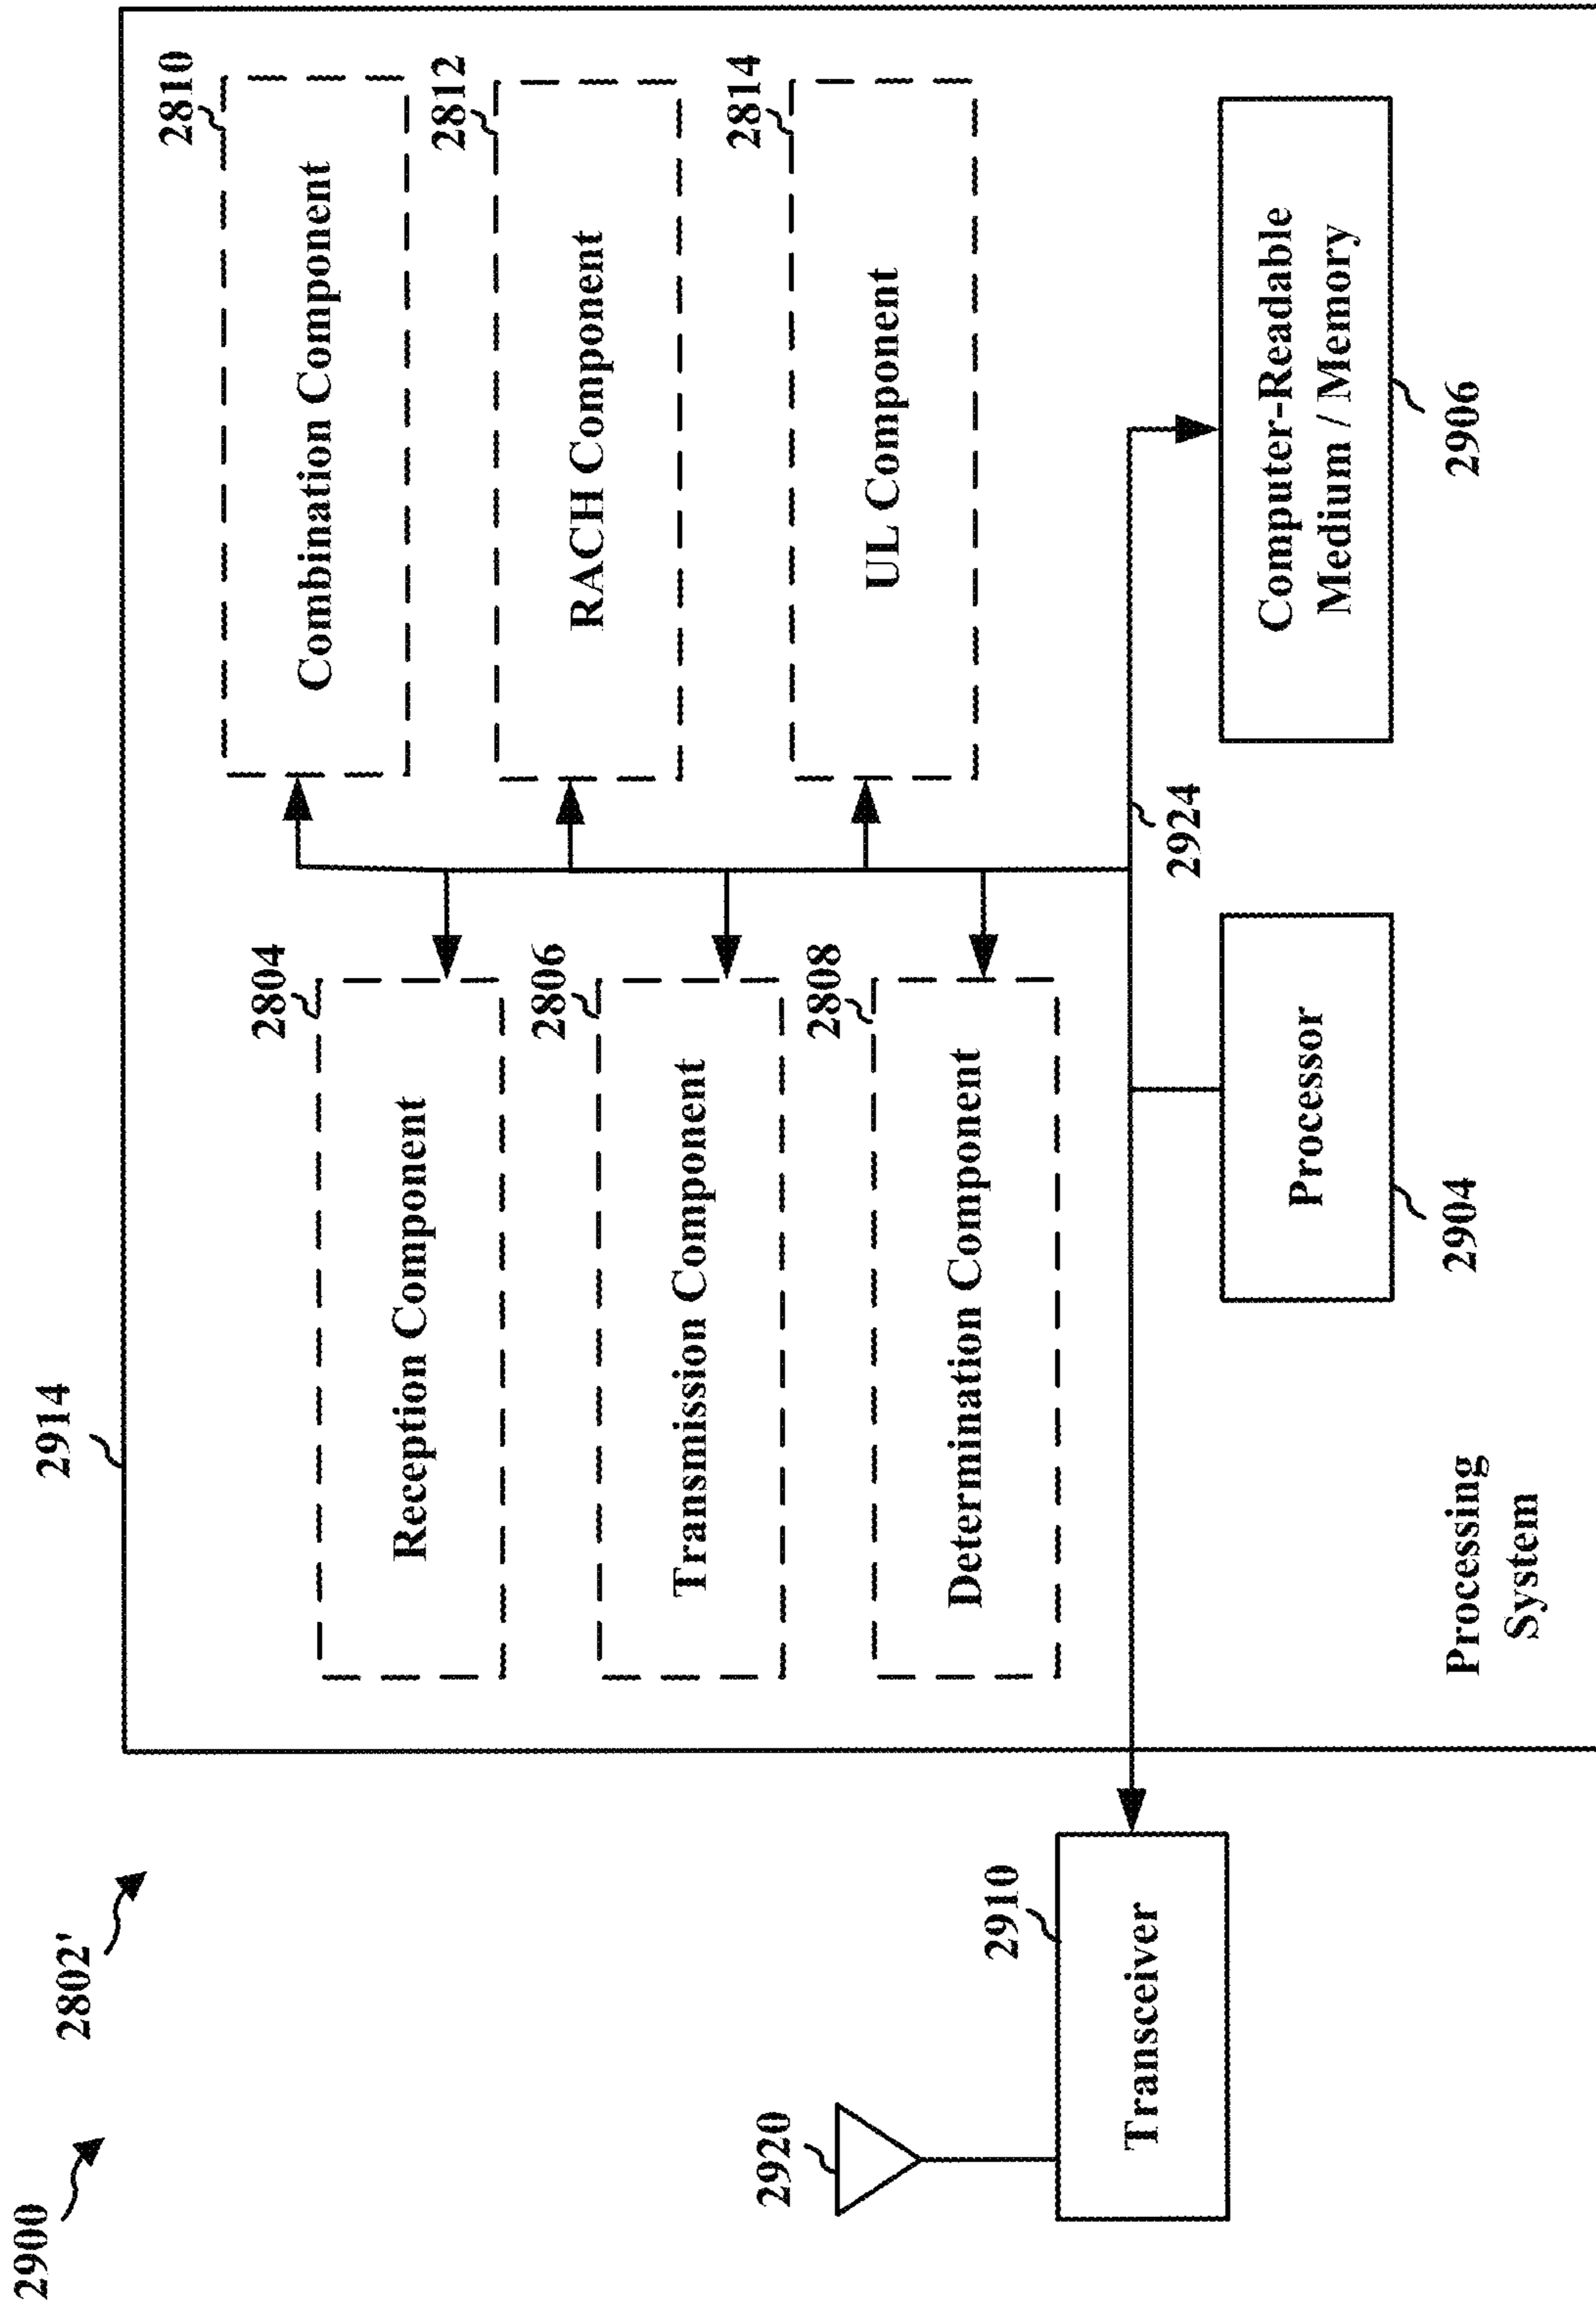 2900
2802'
2914
2920
2910
Transceiver
2804
Reception Component
2806
Transmission Component
2808
Determination Component
2810
Combination Component
2812
RACH Component
2814
UL Component
2924
Processor
2904
Computer-Readable
Medium / Memory
2906
Processing
System